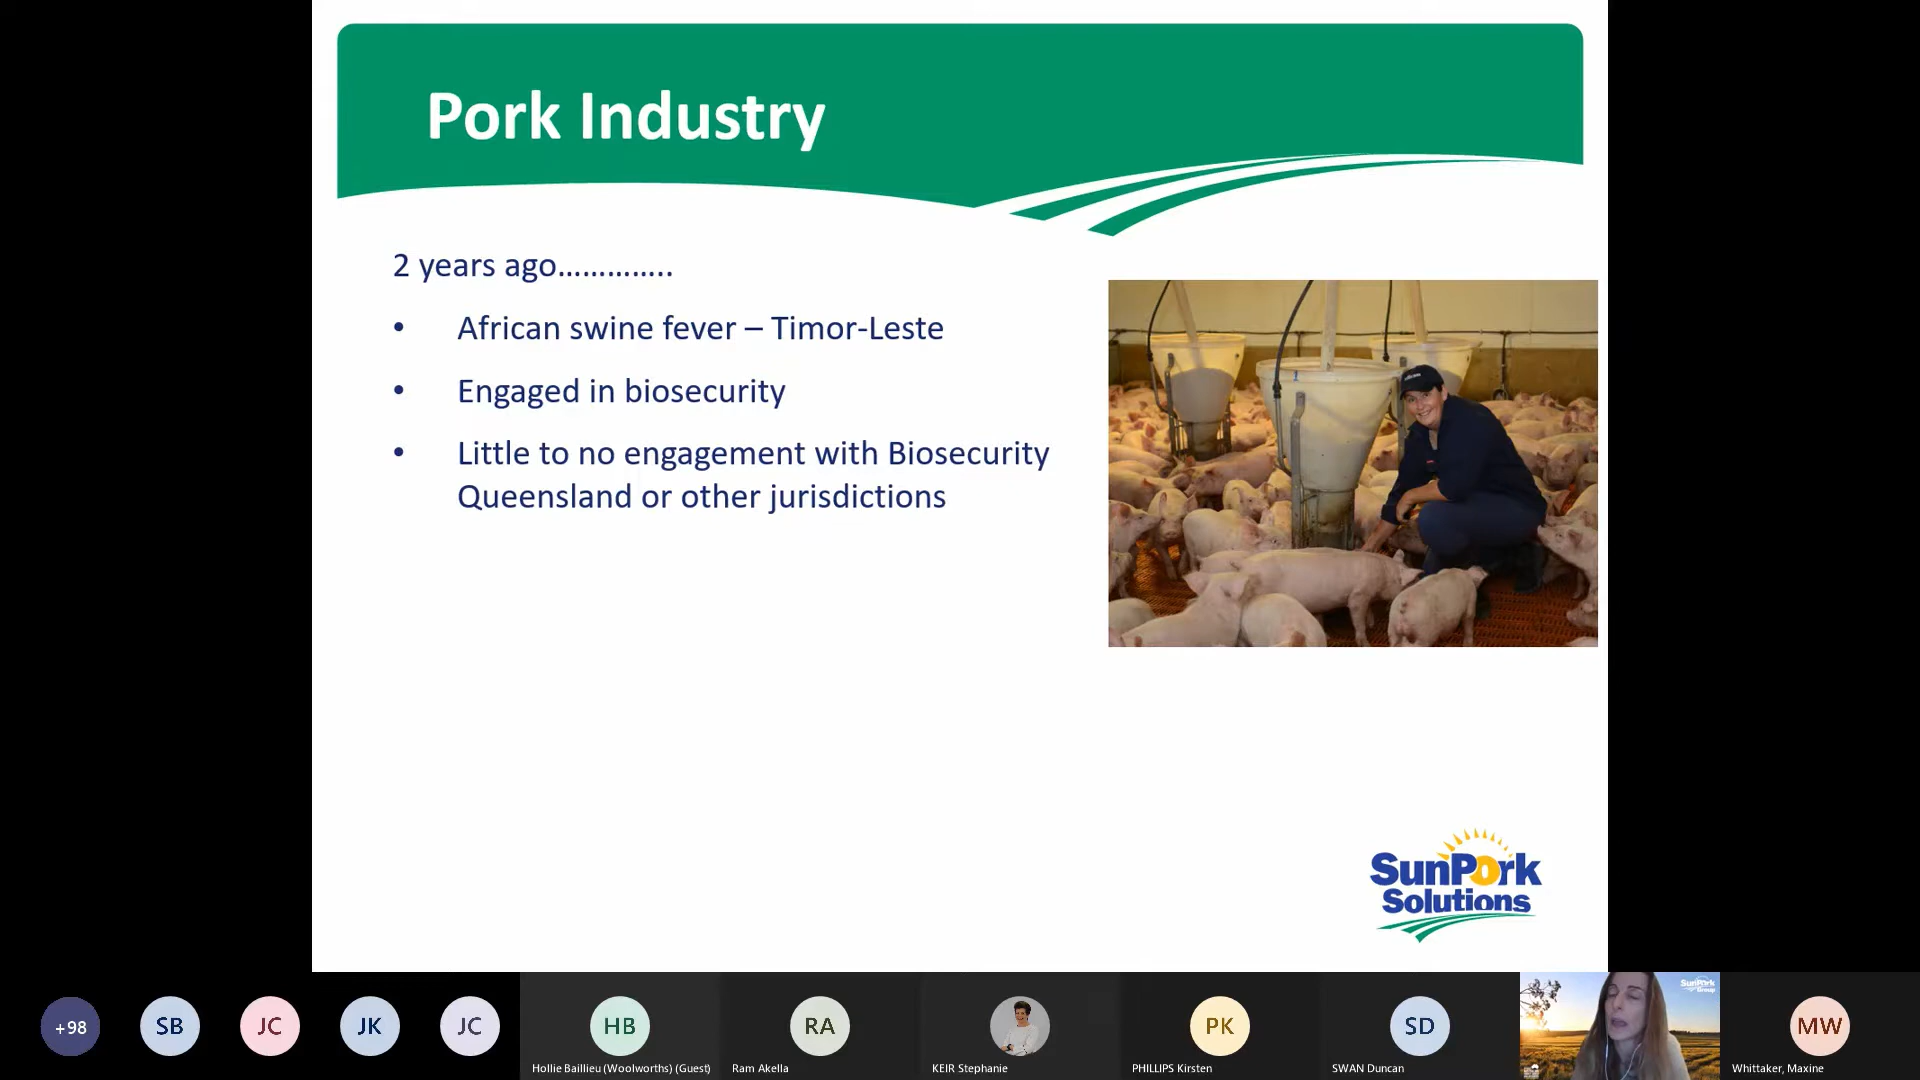 Pork Industry
2 years ago…………..
• African swine fever – Timor-Leste
• Engaged in biosecurity
• Little to no engagement with Biosecurity
Queensland or other jurisdictions
SunPork
Solutions
+98
SB
JC
JK
JC
HB
RA
PK
SD
SunPork
Group
MW
Hollie Baillieu (Woolworths) (Guest)
Ram Akella
KEIR Stephanie
PHILLIPS Kirsten
SWAN Duncan
Whittaker, Maxine